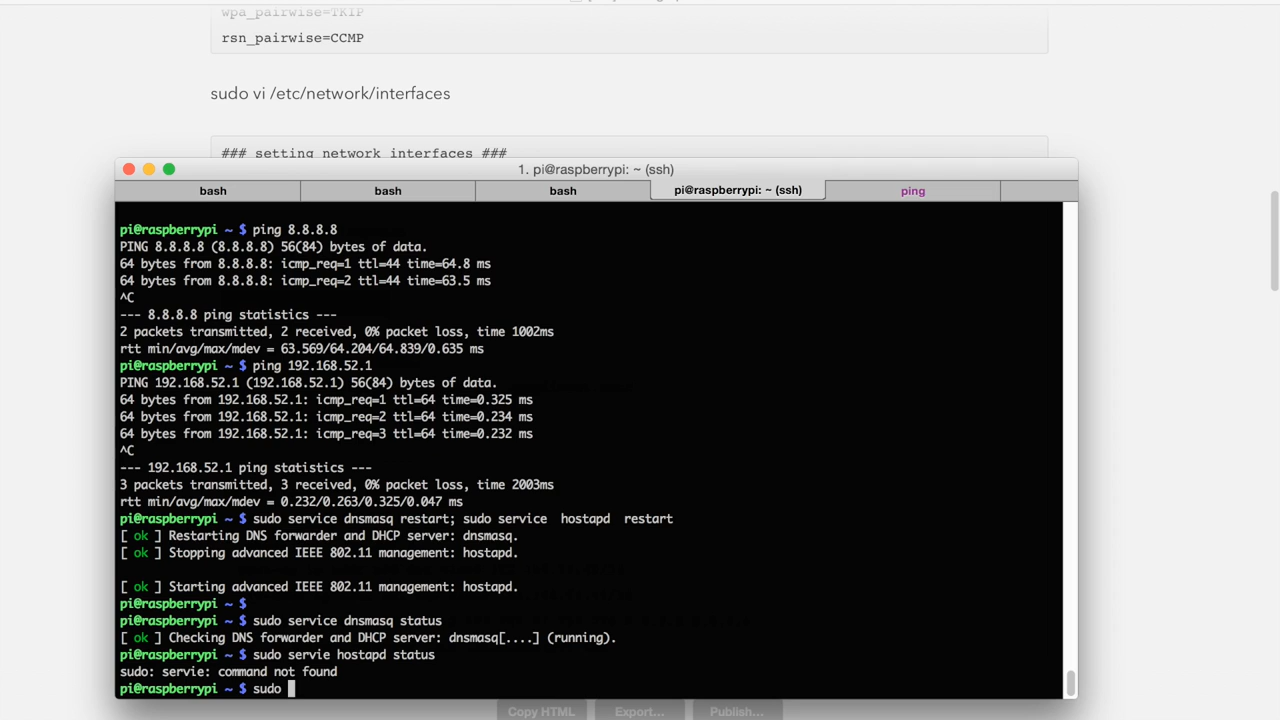 wpa_pairwise=TKIP
rsn_pairwise=CCMP
sudo vi /etc/network/interfaces
### setting network interfaces ###
1. pi@raspberrypi: ~ (ssh)
bash bash bash pi@raspberrypi: ~ (ssh) ping
pi@raspberrypi ~ $ ping 8.8.8.8
PING 8.8.8.8 (8.8.8.8) 56(84) bytes of data.
64 bytes from 8.8.8.8: icmp_req=1 ttl=44 time=64.8 ms
64 bytes from 8.8.8.8: icmp_req=2 ttl=44 time=63.5 ms
^C
--- 8.8.8.8 ping statistics ---
2 packets transmitted, 2 received, 0% packet loss, time 1002ms
rtt min/avg/max/mdev = 63.569/64.204/64.839/0.635 ms
pi@raspberrypi ~ $ ping 192.168.52.1
PING 192.168.52.1 (192.168.52.1) 56(84) bytes of data.
64 bytes from 192.168.52.1: icmp_req=1 ttl=64 time=0.325 ms
64 bytes from 192.168.52.1: icmp_req=2 ttl=64 time=0.234 ms
64 bytes from 192.168.52.1: icmp_req=3 ttl=64 time=0.232 ms
^C
--- 192.168.52.1 ping statistics ---
3 packets transmitted, 3 received, 0% packet loss, time 2003ms
rtt min/avg/max/mdev = 0.232/0.263/0.325/0.047 ms
pi@raspberrypi ~ $ sudo service dnsmasq restart; sudo service  hostapd  restart
[ ok ] Restarting DNS forwarder and DHCP server: dnsmasq.
[ ok ] Stopping advanced IEEE 802.11 management: hostapd.
[ ok ] Starting advanced IEEE 802.11 management: hostapd.
pi@raspberrypi ~ $
pi@raspberrypi ~ $ sudo service dnsmasq status
[ ok ] Checking DNS forwarder and DHCP server: dnsmasq[....] (running).
pi@raspberrypi ~ $ sudo servie hostapd status
sudo: servie: command not found
pi@raspberrypi ~ $ sudo
Copy HTML Export... Publish...